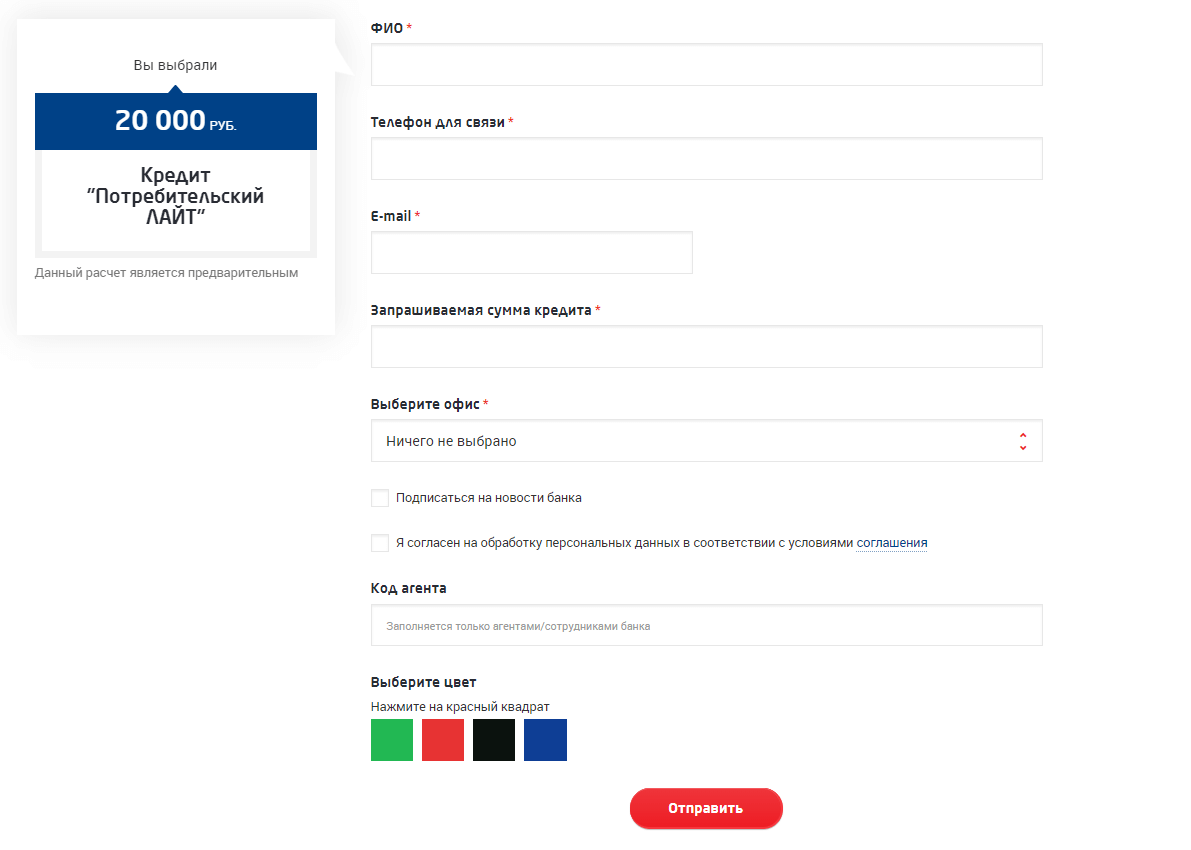 Вы выбрали
20 000 РУБ.
Кредит
"Потребительский
ЛАЙТ"
Данный расчет является предварительным
ФИО *
Телефон для связи *
E-mail *
Запрашиваемая сумма кредита *
Выберите офис *
Ничего не выбрано
Подписаться на новости банка
Я согласен на обработку персональных данных в соответствии с условиями соглашения
Код агента
Заполняется только агентами/сотрудниками банка
Выберите цвет
Нажмите на красный квадрат
Отправить